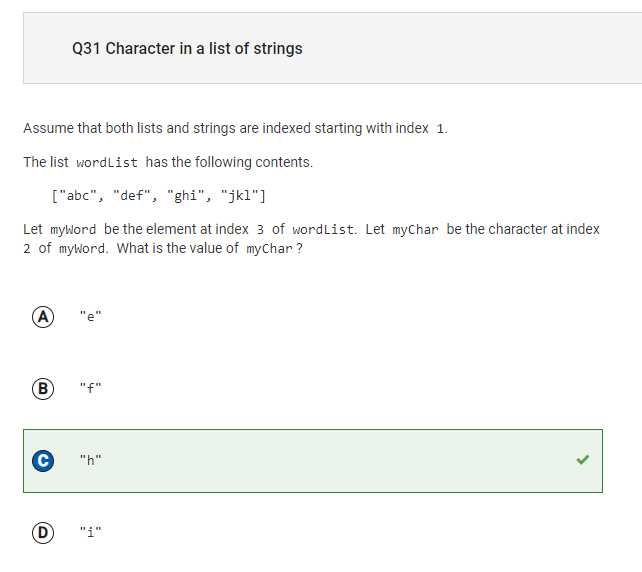 Q31 Character in a list of strings
Assume that both lists and strings are indexed starting with index 1.
The list wordList has the following contents.
["abc", "def", "ghi", "jkl"]
Let myWord be the element at index 3 of wordList. Let myChar be the character at index
2 of myWord. What is the value of myChar ?
A "e"
B "f"
C "h"
D "i"